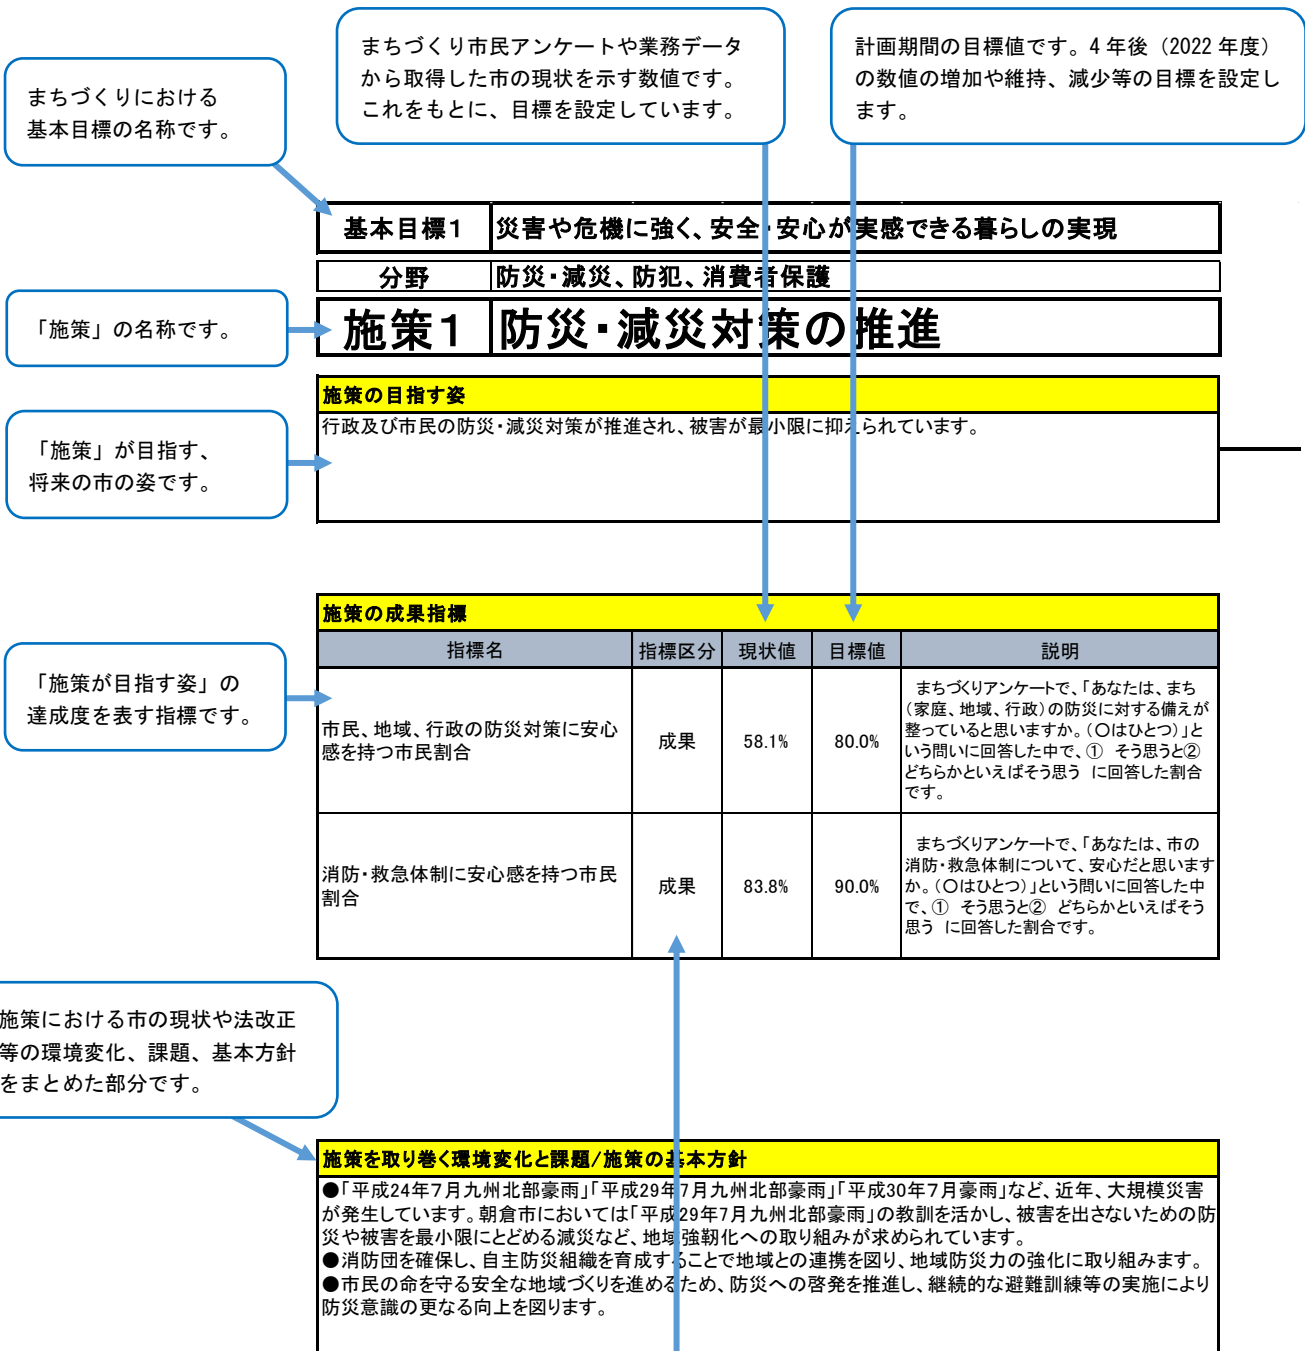 まちづくり市民アンケートや業務データ
から取得した市の現状を示す数値です。
これをもとに、目標を設定しています。
計画期間の目標値です。4年後（2022年度）
の数値の増加や維持、減少等の目標を設定し
ます。
まちづくりにおける
基本目標の名称です。
基本目標1 災害や危機に強く、安全・安心が実感できる暮らしの実現
分野 防災・減災、防犯、消費者保護
「施策」の名称です。
施策1 防災・減災対策の推進
施策の目指す姿
行政及び市民の防災・減災対策が推進され、被害が最小限に抑えられています。
「施策」が目指す、
将来の市の姿です。
施策の成果指標
指標名 指標区分 現状値 目標値 説明
「施策が目指す姿」の
達成度を表す指標です。
市民、地域、行政の防災対策に安心
感を持つ市民割合
成果 58.1% 80.0%
まちづくりアンケートで、「あなたは、まち
（家庭、地域、行政）の防災に対する備えが
整っていると思いますか。（〇はひとつ）」と
いう問いに回答した中で、①　そう思うと②
どちらかといえばそう思う　に回答した割合
です。
消防・救急体制に安心感を持つ市民
割合
成果 83.8% 90.0%
まちづくりアンケートで、「あなたは、市の
消防・救急体制について、安心だと思います
か。（〇はひとつ）」という問いに回答した中
で、①　そう思うと②　どちらかといえばそう
思う　に回答した割合です。
施策における市の現状や法改正
等の環境変化、課題、基本方針
をまとめた部分です。
施策を取り巻く環境変化と課題/施策の基本方針
●「平成24年7月九州北部豪雨」「平成29年7月九州北部豪雨」「平成30年7月豪雨」など、近年、大規模災害
が発生しています。朝倉市においては「平成29年7月九州北部豪雨」の教訓を活かし、被害を出さないための防
災や被害を最小限にとどめる減災など、地域強靭化への取り組みが求められています。
●消防団を確保し、自主防災組織を育成することで地域との連携を図り、地域防災力の強化に取り組みます。
●市民の命を守る安全な地域づくりを進めるため、防災への啓発を推進し、継続的な避難訓練等の実施により
防災意識の更なる向上を図ります。